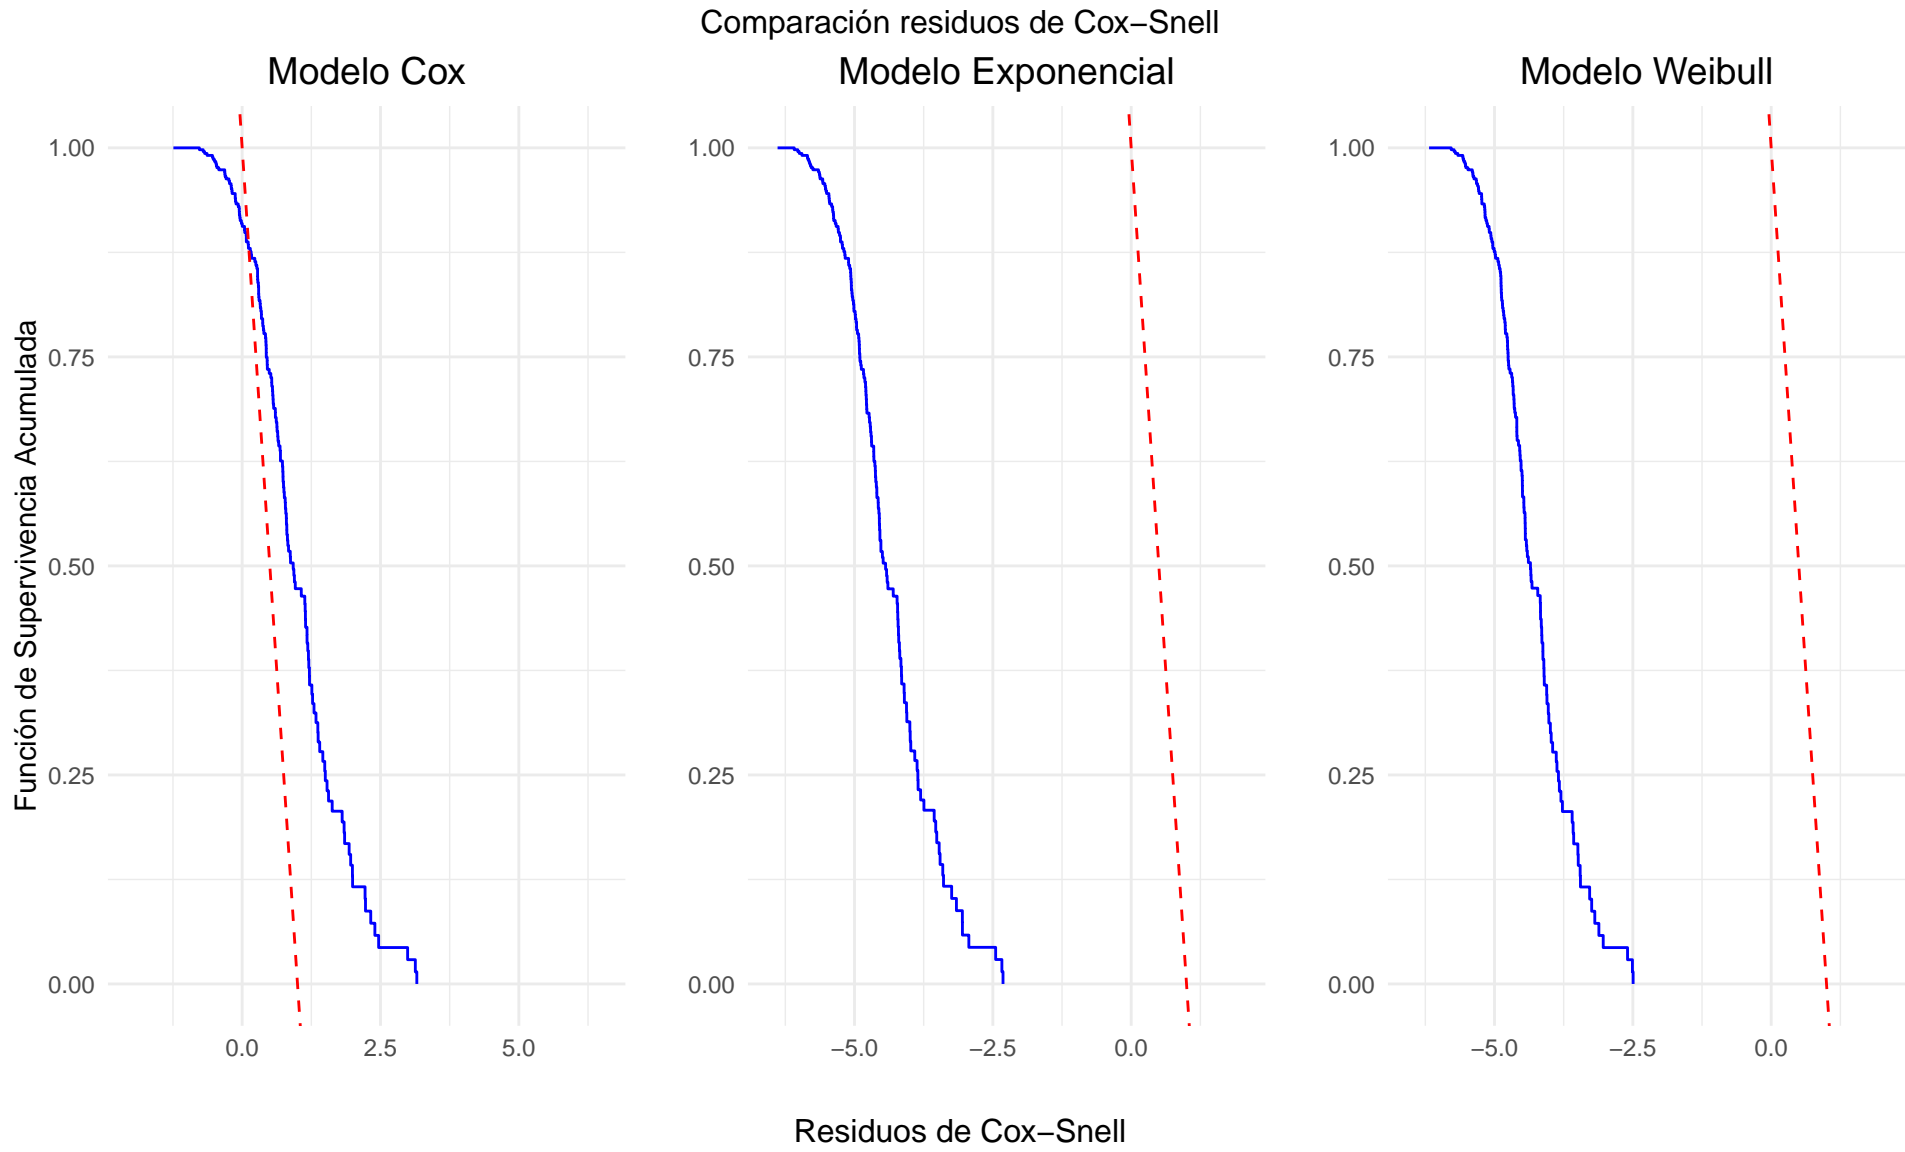 Comparación residuos de Cox−Snell
Modelo Cox
Modelo Exponencial
Modelo Weibull
Función de Supervivencia Acumulada
1.00
0.75
0.50
0.25
0.00
0.0 2.5 5.0
1.00
0.75
0.50
0.25
0.00
−5.0 −2.5 0.0
1.00
0.75
0.50
0.25
0.00
−5.0 −2.5 0.0
Residuos de Cox−Snell